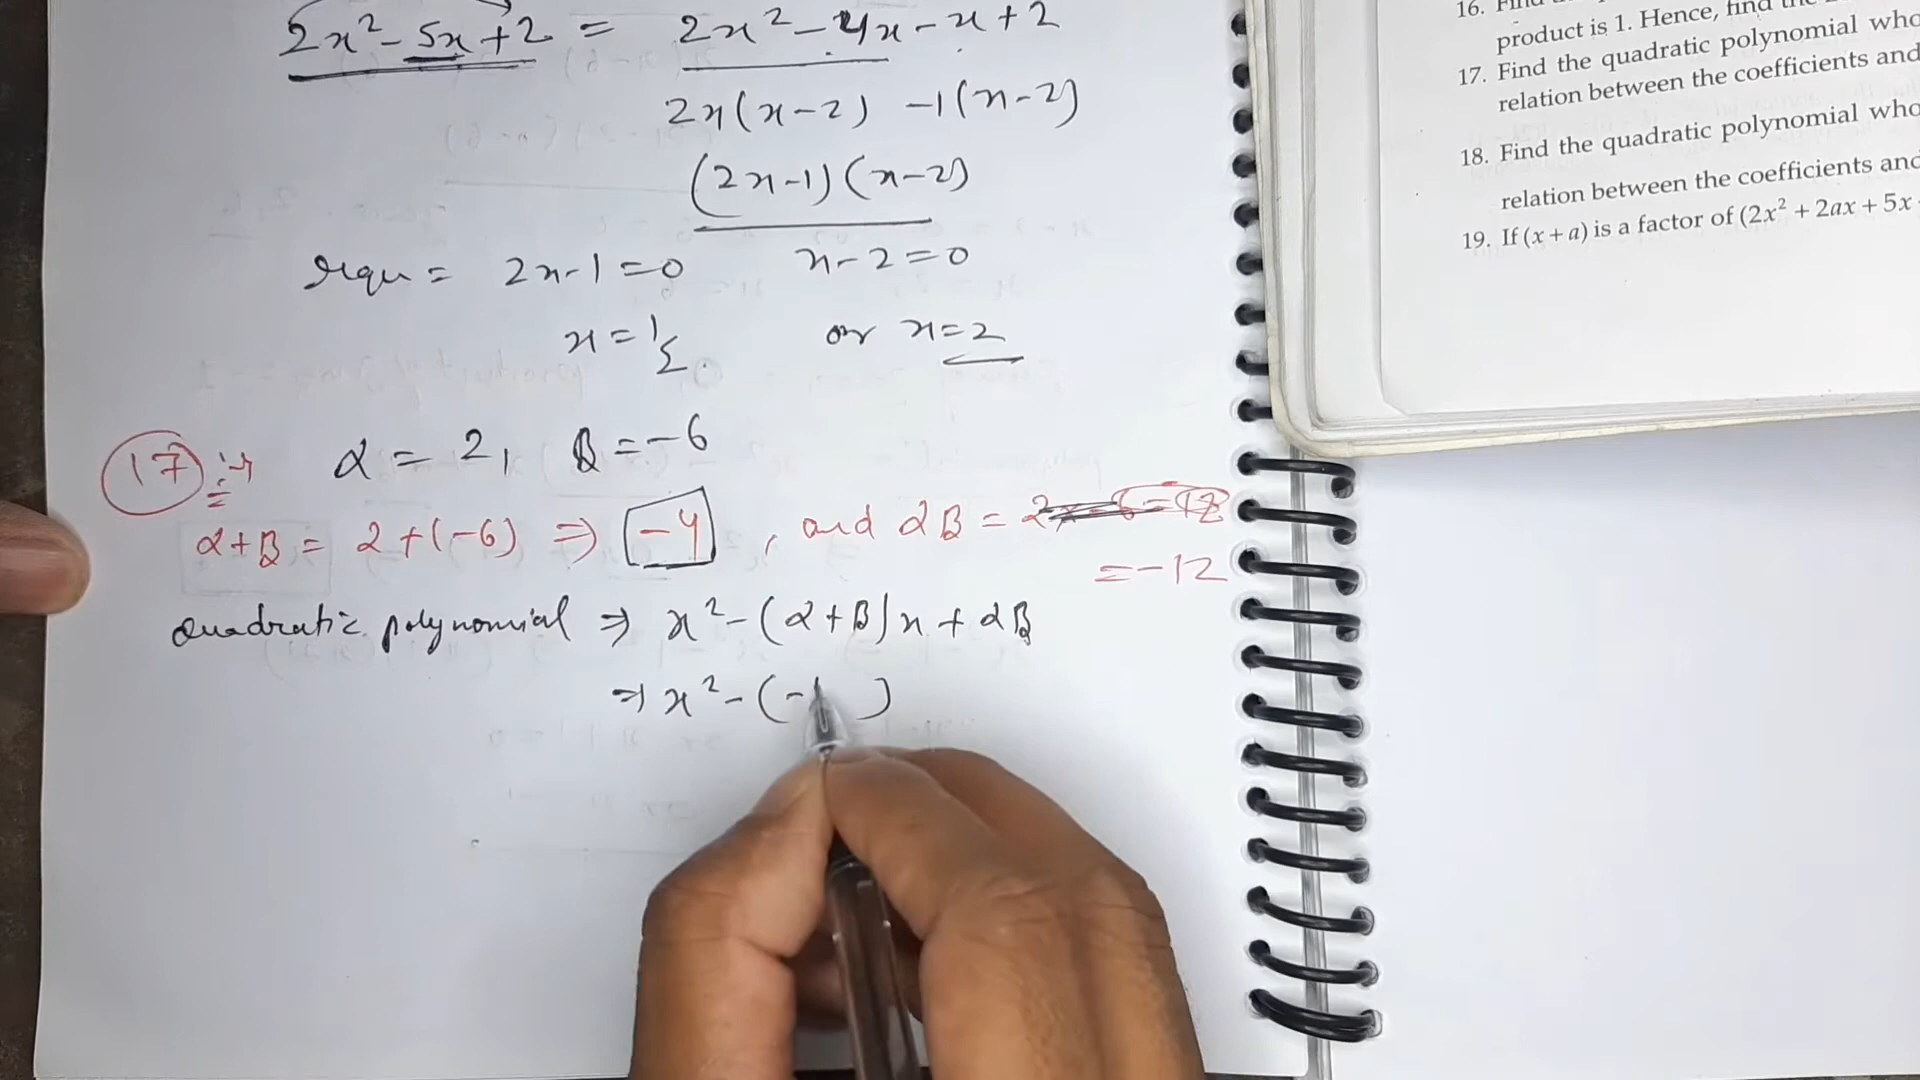 2x² - 5x + 2 = 2x² - 4x - x + 2
2x(x-2) -1(x-2)
(2x-1)(x-2)
= 2x-1=0 x-2=0
x=1/2 or x=2
17 α = 2, β = -6
α+β = 2+(-6) ⇒ -4 , and αβ =
= -12
Quadratic polynomial ⇒ x² - (α+β)x + αβ
⇒ x² - (- )
16.
product is 1. Hence, find
17. Find the quadratic polynomial
relation between the coefficients and
18. Find the quadratic polynomial
relation between the coefficients and
19. If (x + a) is a factor of (2x² + 2ax + 5x